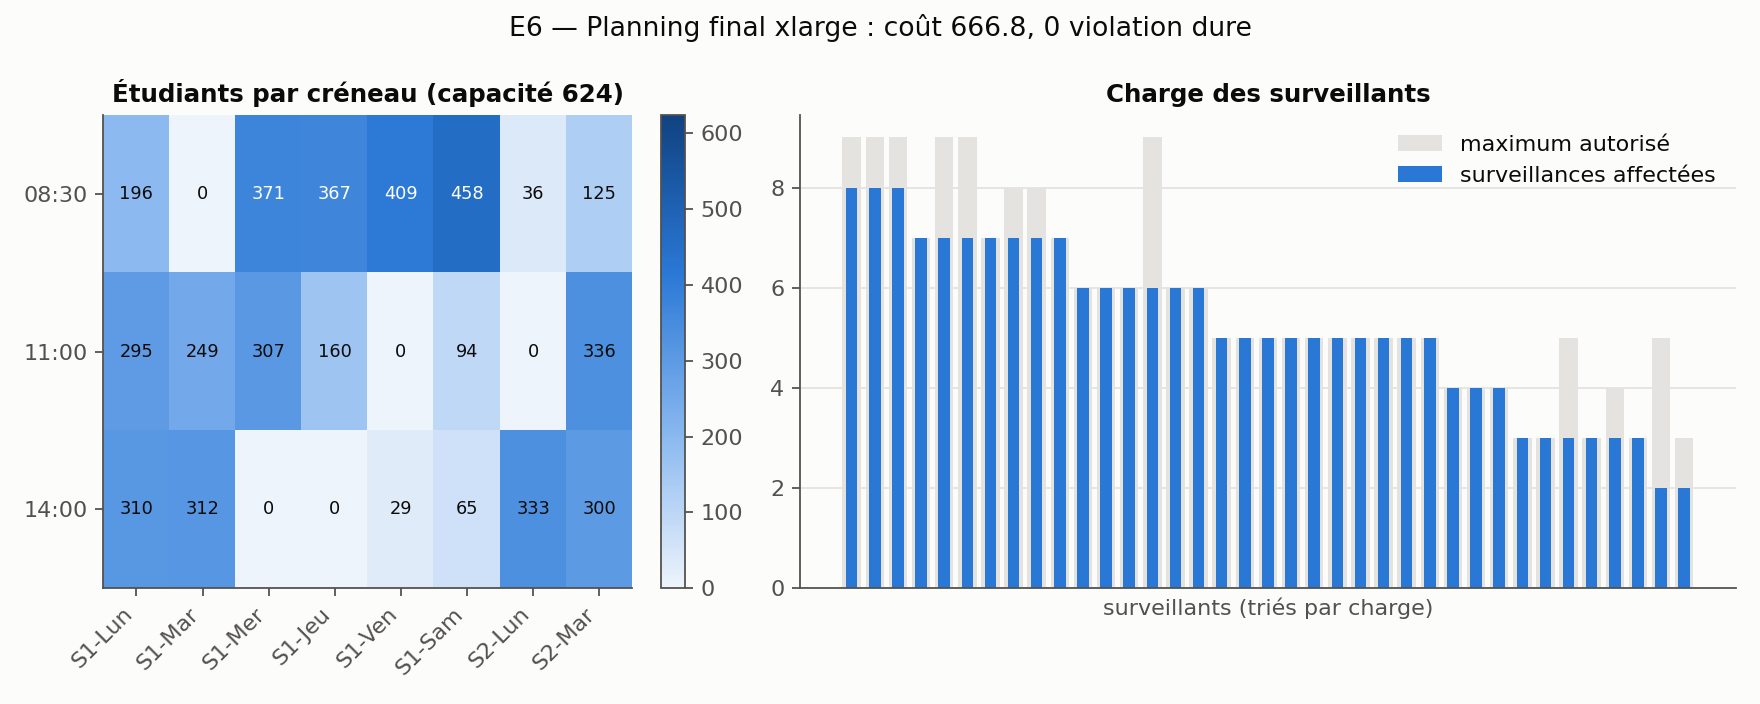 E6 — Planning final xlarge : coût 666.8, 0 violation dure
Étudiants par créneau (capacité 624)
08:30 196 0 371 367 409 458 36 125
11:00 295 249 307 160 0 94 0 336
14:00 310 312 0 0 29 65 333 300
S1-Lun S1-Mar S1-Mer S1-Jeu S1-Ven S1-Sam S2-Lun S2-Mar
600
500
400
300
200
100
0
Charge des surveillants
maximum autorisé
surveillances affectées
8
6
4
2
0
surveillants (triés par charge)